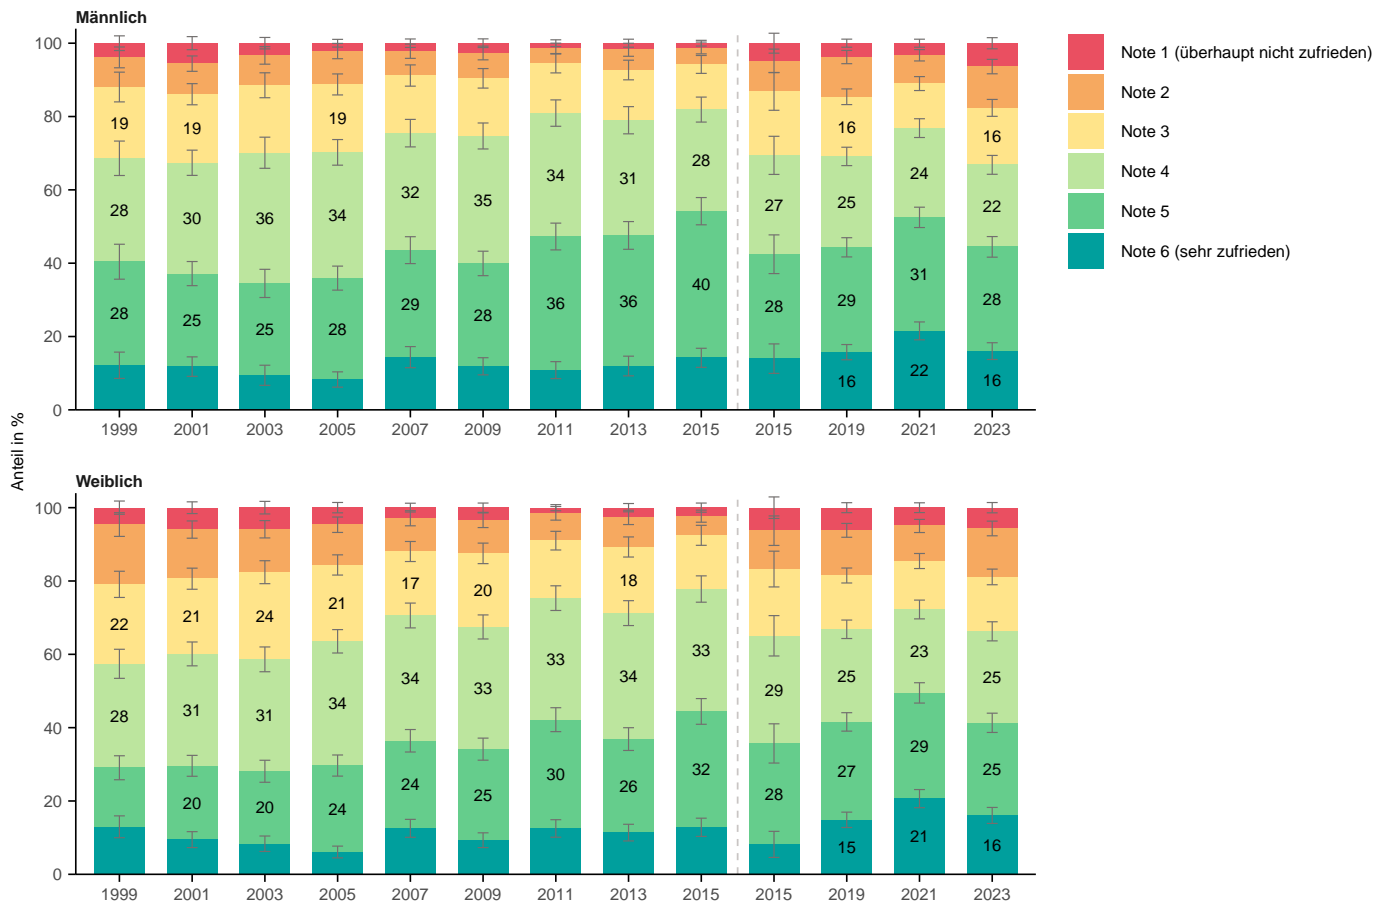 Männlich
100
80
60
40
20
0
19 19 19 16 16
28 30 36 34 32 35 34 31 28 27 25 24 22
28 25 25 28 29 28 36 36 40 28 29 31 28
16 22 16
1999 2001 2003 2005 2007 2009 2011 2013 2015 2015 2019 2021 2023
Anteil in %
Weiblich
100
80
60
40
20
0
22 21 24 21 17 20 18
28 31 31 34 34 33 33 34 33 29 25 23 25
20 20 24 24 25 30 26 32 28 27 29 25
15 21 16
1999 2001 2003 2005 2007 2009 2011 2013 2015 2015 2019 2021 2023
Note 1 (überhaupt nicht zufrieden)
Note 2
Note 3
Note 4
Note 5
Note 6 (sehr zufrieden)